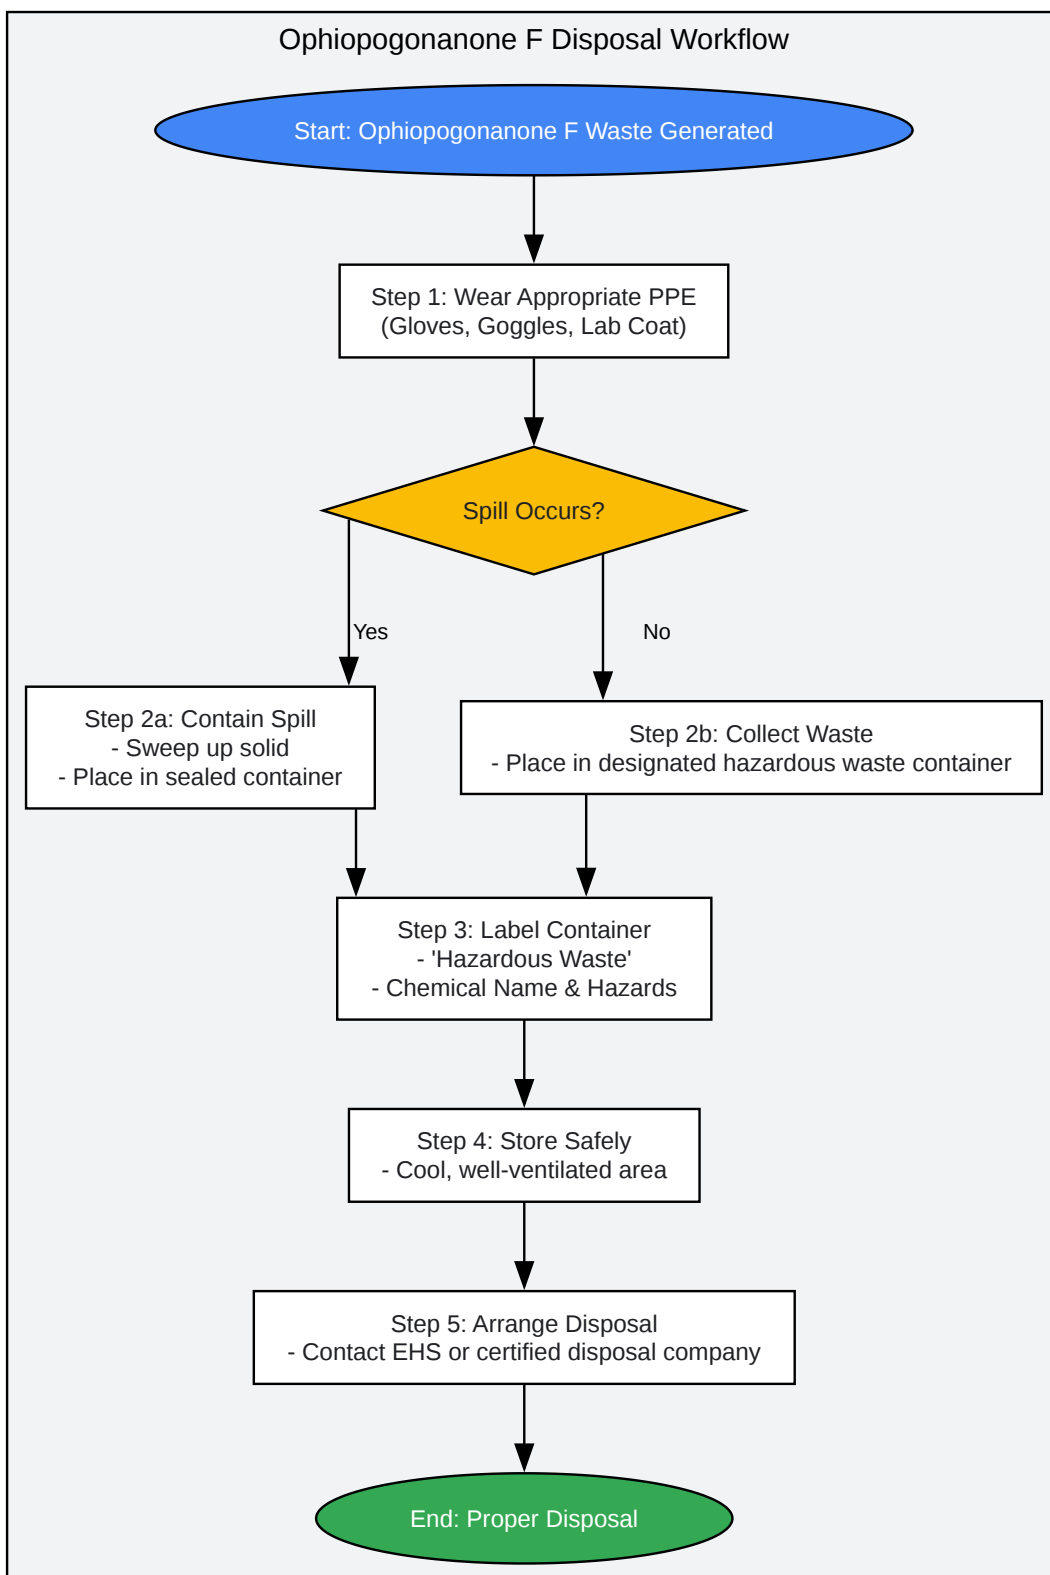 Ophiopogonanone F Disposal Workflow
Start: Ophiopogonanone F Waste Generated
Step 1: Wear Appropriate PPE
(Gloves, Goggles, Lab Coat)
Spill Occurs?
Yes
No
Step 2a: Contain Spill
- Sweep up solid
- Place in sealed container
Step 2b: Collect Waste
- Place in designated hazardous waste container
Step 3: Label Container
- 'Hazardous Waste'
- Chemical Name & Hazards
Step 4: Store Safely
- Cool, well-ventilated area
Step 5: Arrange Disposal
- Contact EHS or certified disposal company
End: Proper Disposal